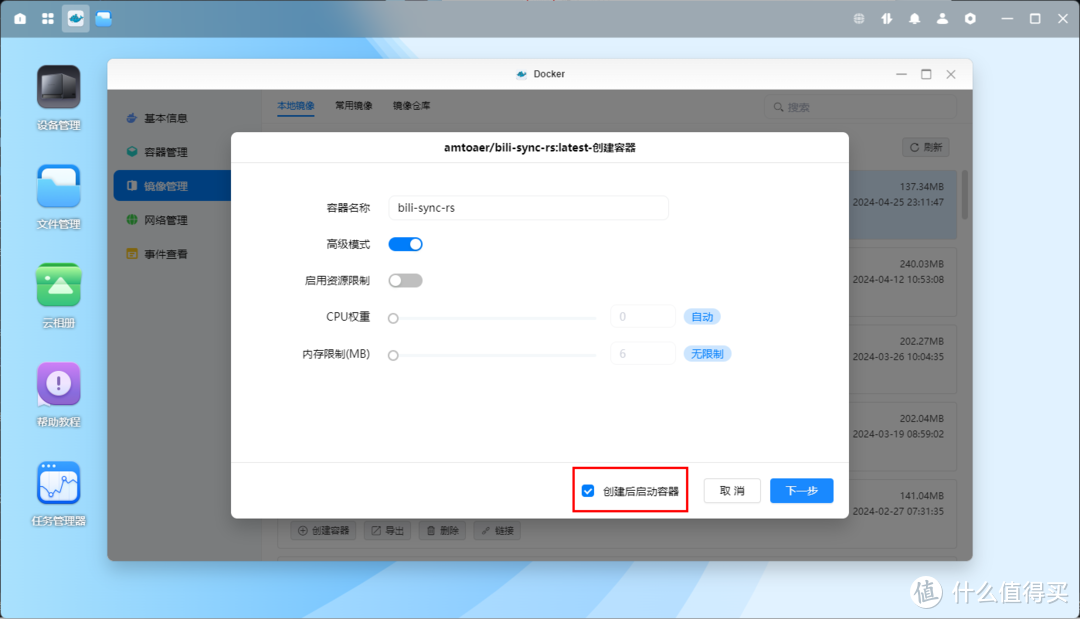 Docker
设备管理
文件管理
云相册
帮助教程
任务管理器
基本信息
容器管理
镜像管理
网络管理
事件查看
本地镜像 常用镜像 镜像仓库
搜索
刷新
137.34MB
2024-04-25 23:11:47
240.03MB
2024-04-12 10:53:08
202.27MB
2024-03-26 10:04:35
202.04MB
2024-03-19 08:59:02
141.04MB
2024-02-27 07:31:35
amtoaer/bili-sync-rs:latest-创建容器
容器名称 bili-sync-rs
高级模式
启用资源限制
CPU权重 0 自动
内存限制(MB) 6 无限制
创建后启动容器 取消 下一步
创建容器 导出 删除 链接
值 什么值得买